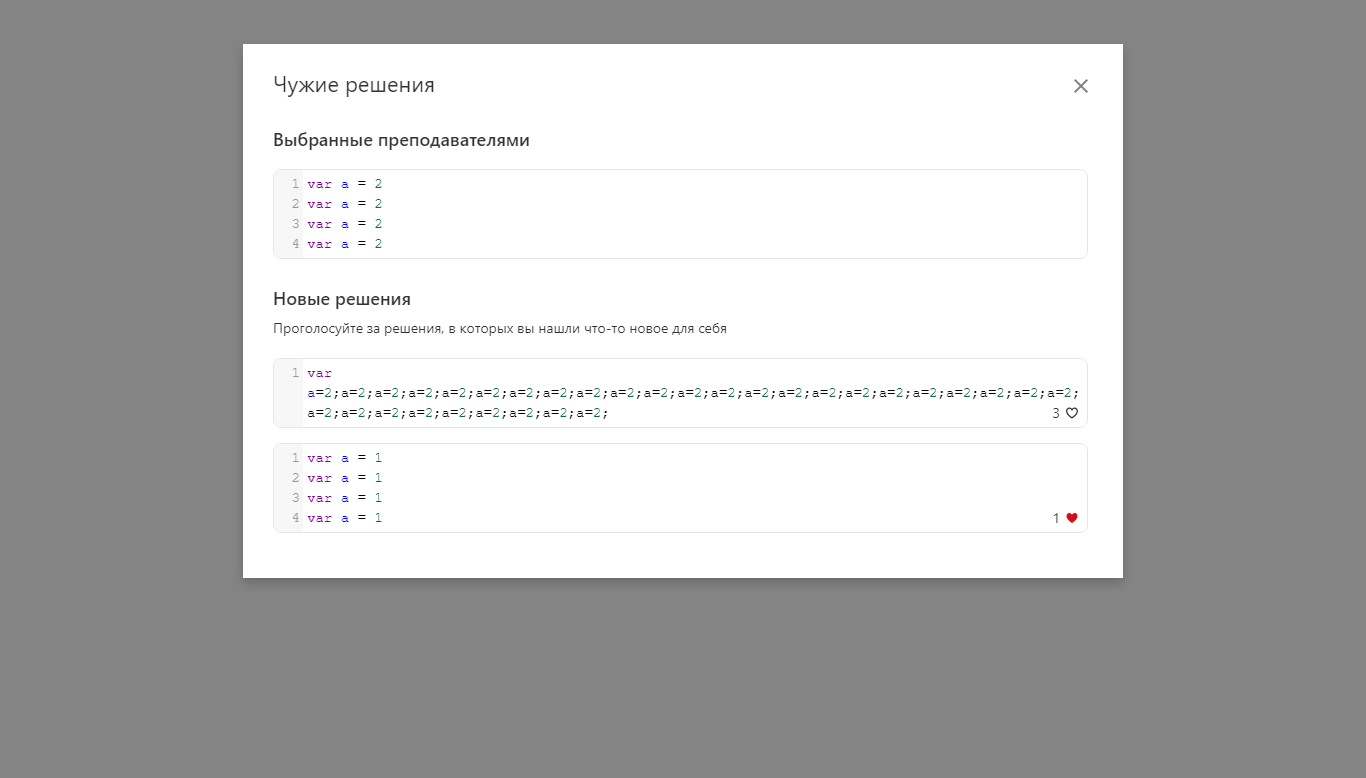 Чужие решения
Выбранные преподавателями
1 var a = 2
2 var a = 2
3 var a = 2
4 var a = 2
Новые решения
Проголосуйте за решения, в которых вы нашли что-то новое для себя
1 var
a=2;a=2;a=2;a=2;a=2;a=2;a=2;a=2;a=2;a=2;a=2;a=2;a=2;a=2;a=2;a=2;a=2;a=2;a=2;a=2;a=2;a=2;a=2;
a=2;a=2;a=2;a=2;a=2;a=2;a=2;a=2;a=2; 3
1 var a = 1
2 var a = 1
3 var a = 1
4 var a = 1 1